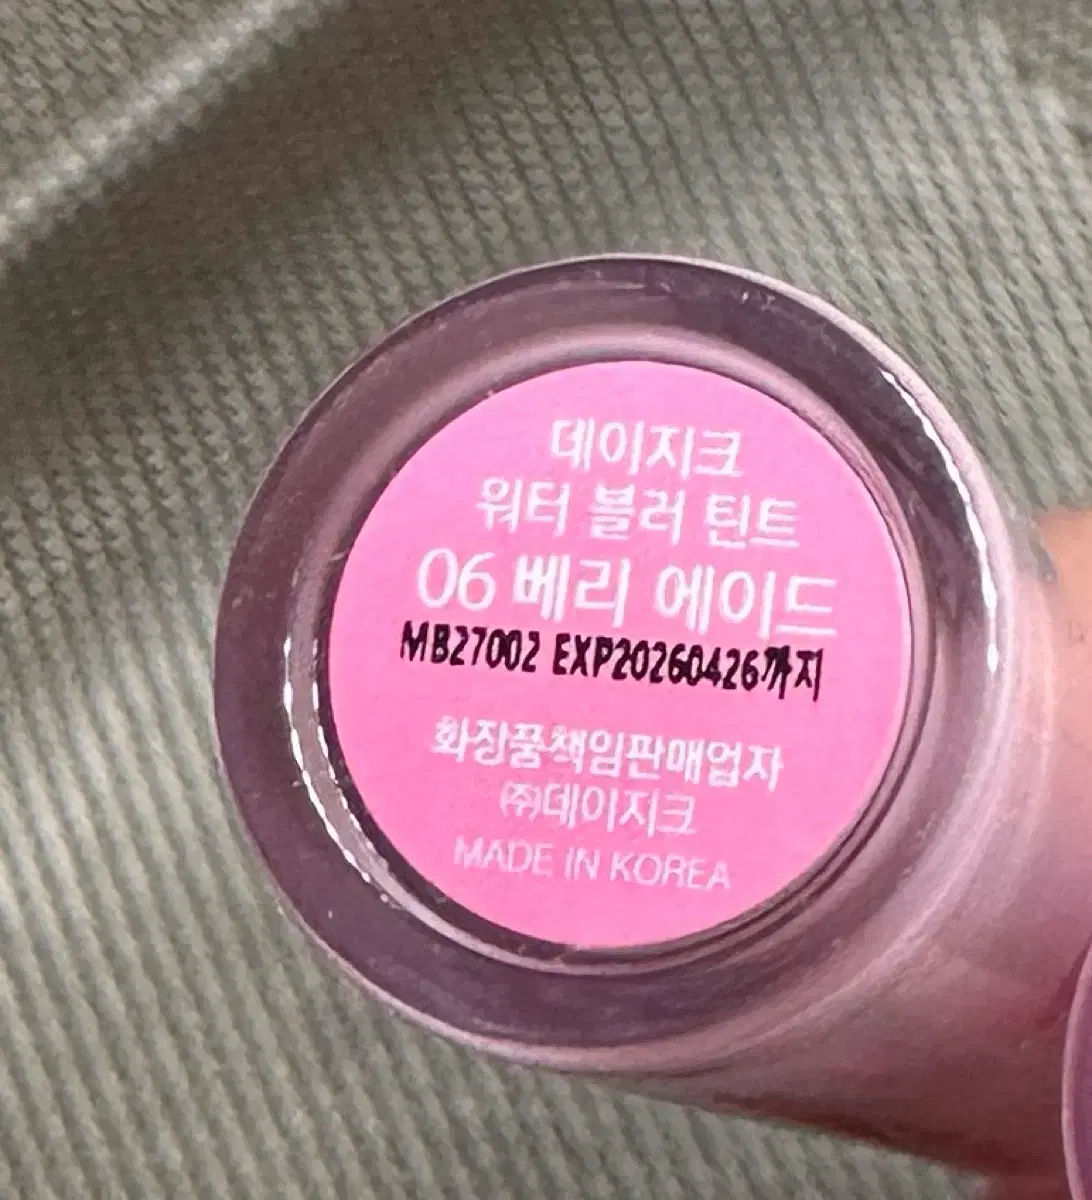 데이지크
워터 블러 틴트
06 베리 에이드
MB27002 EXP20260426까지
화장품책임판매업자
㈜데이지크
MADE IN KOREA